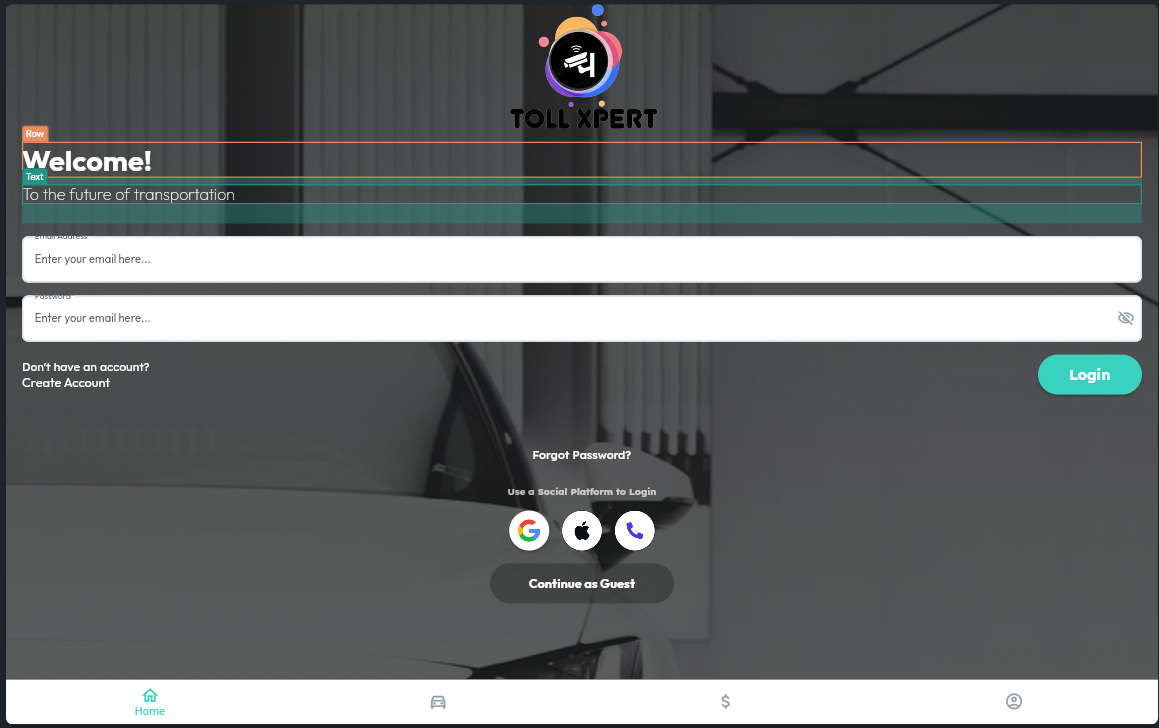 TOLL XPERT
Row
Welcome!
Text
To the future of transportation
Email Address
Enter your email here...
Password
Enter your email here...
Don't have an account?
Create Account
Login
Forgot Password?
Use a Social Platform to Login
Continue as Guest
Home